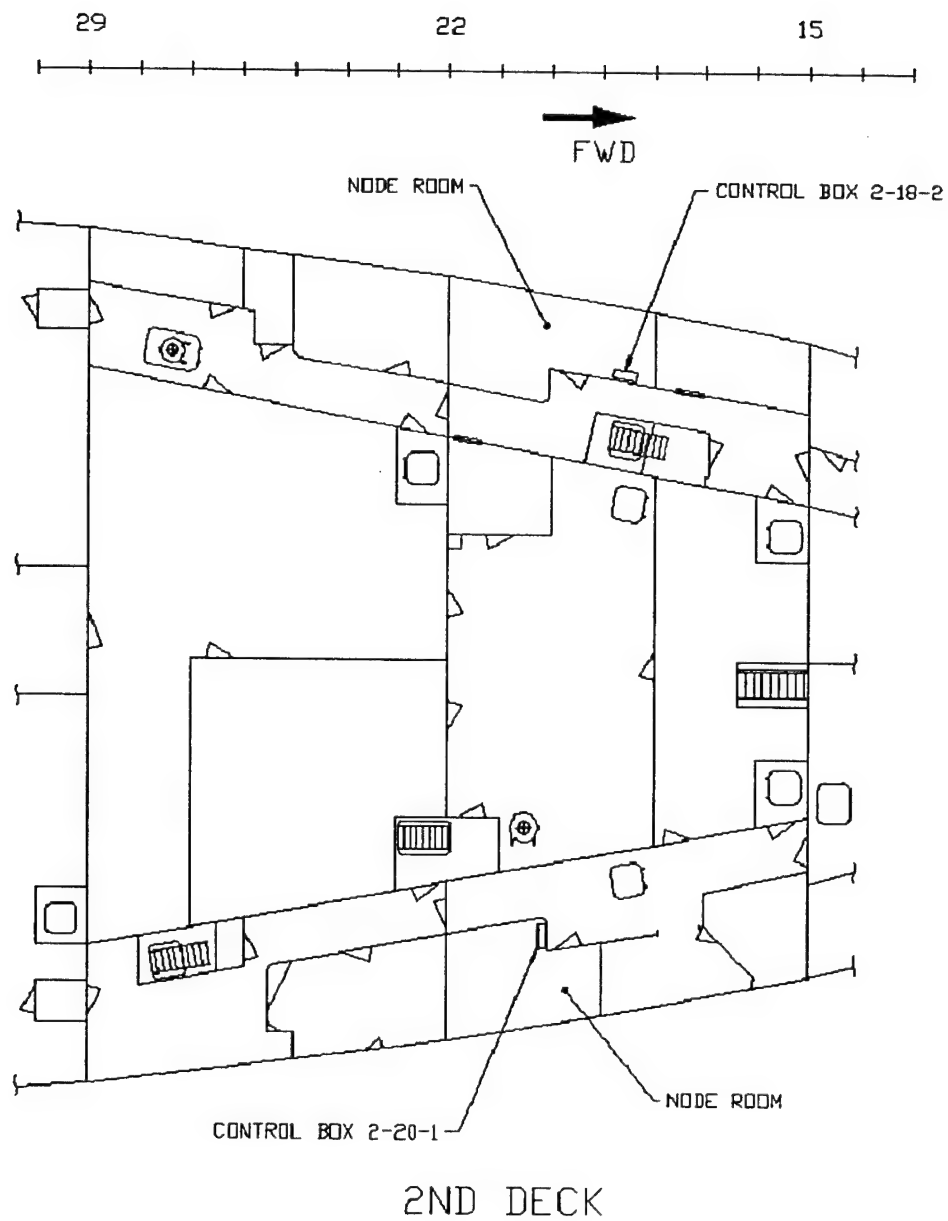 29 22 15
FWD
NODE ROOM
CONTROL BOX 2-18-2
NODE ROOM
CONTROL BOX 2-20-1
2ND DECK